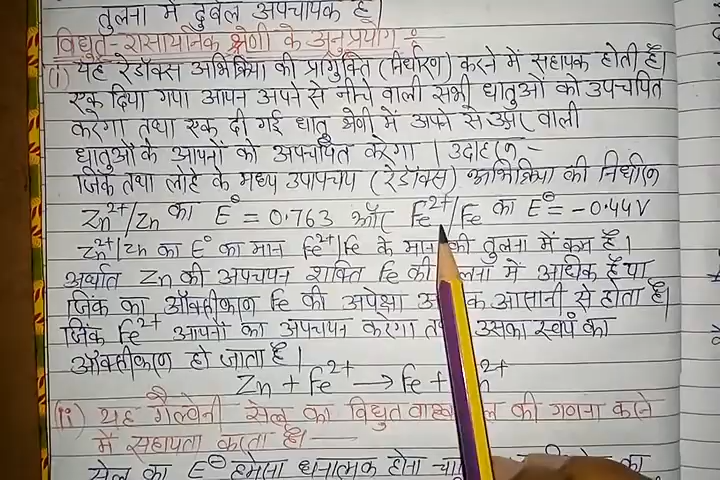 तुलना में दुर्बल अपचायक है
विद्युत-रासायनिक श्रेणी के अनुप्रयोग :-
(i) यह रेडॉक्स अभिक्रिया की प्रागुक्ति (निर्धारण) करने में सहायक होती है।
एक दिया गया आयन अपने से नीचे वाली सभी धातुओं को उपचयित
करेगा तथा एक दी गई धातु श्रेणी में अपने से ऊपर वाली
धातुओं के आयनों को अपचयित करेगा । उदाहरण -
जिंक तथा लोहे के मध्य उपापचय (रेडॉक्स) अभिक्रिया की निर्धारण
Zn²⁺/Zn का E° = 0.763 और Fe²⁺/Fe का E° = -0.44V
Zn²⁺/Zn का E° का मान Fe²⁺/Fe के मान की तुलना में कम है।
अर्थात Zn की अपचयन शक्ति Fe की तुलना में अधिक है या
जिंक का ऑक्सीकरण Fe की अपेक्षा आसानी से होता है।
जिंक Fe²⁺ आयनों का अपचयन करेगा उसका स्वयं का
ऑक्सीकरण हो जाता है।
Zn + Fe²⁺ → Fe + n²⁺
(ii) यह गैल्वेनी सेल का विद्युत वाहक की गणना करने
में सहायता करता है।
सेल का E° हमेशा धनात्मक होना